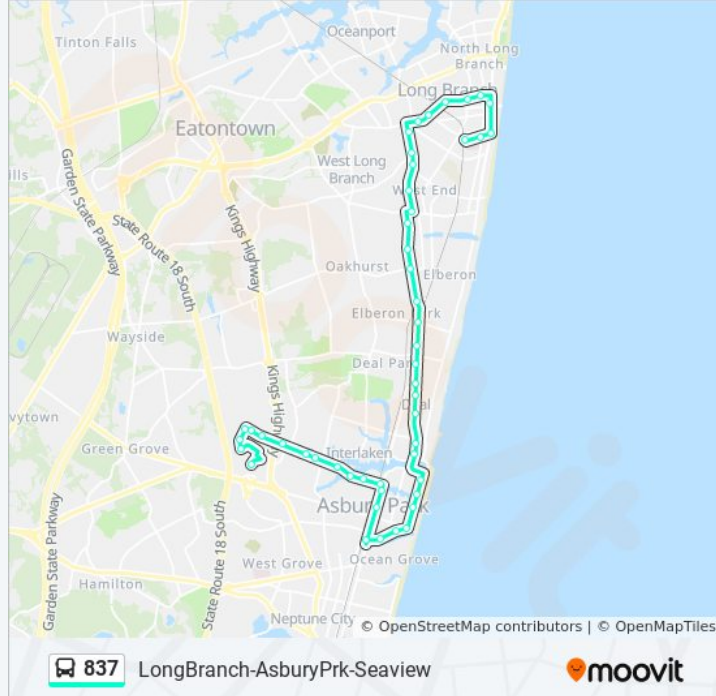 Tinton Falls
Oceanport
North Long
Branch
Long Branch
Eatontown
West Long
Branch
ills
Garden State Parkway
State Route 18 South
Kings Highway
West End
Oakhurst
Elberon
Elberon Park
Wayside
Deal Park
Kings Highway
Deal
vytown
Green Grove
Interlaken
Asbury Park
Garden State Parkway
State Route 18 South
West Grove
Ocean Grove
Hamilton
Neptune City
© OpenStreetMap contributors | © OpenMapTiles
837 LongBranch-AsburyPrk-Seaview
moovit